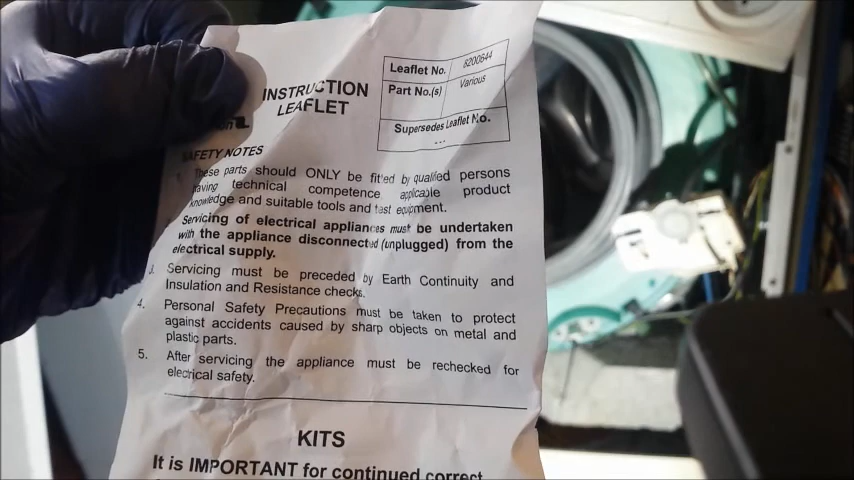 INSTRUCTION
LEAFLET
Leaflet No. 8200644
Part No.(s) Various
Supersedes Leaflet No.
...
SAFETY NOTES
These parts should ONLY be fitted by qualified persons
having technical competence, applicable product
knowledge and suitable tools and test equipment.
Servicing of electrical appliances must be undertaken
with the appliance disconnected (unplugged) from the
electrical supply.
3. Servicing must be preceded by Earth Continuity and
Insulation and Resistance checks.
4. Personal Safety Precautions must be taken to protect
against accidents caused by sharp objects on metal and
plastic parts.
5. After servicing the appliance must be rechecked for
electrical safety.
KITS
It is IMPORTANT for continued correct